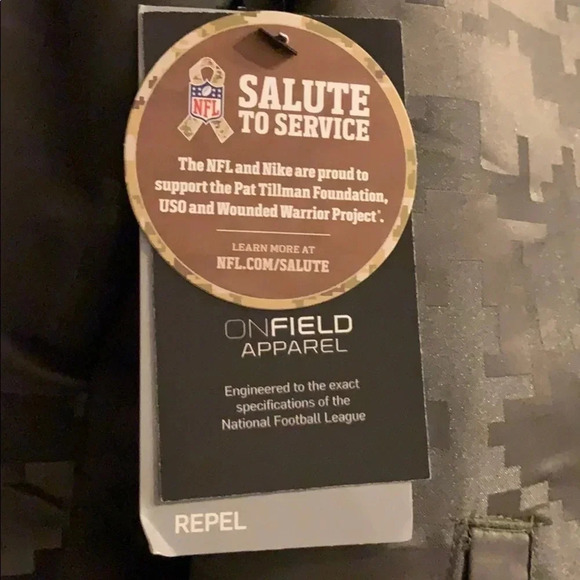 NFL
SALUTE
TO SERVICE
The NFL and Nike are proud to
support the Pat Tillman Foundation,
USO and Wounded Warrior Project®.
LEARN MORE AT
NFL.COM/SALUTE
ONFIELD
APPAREL
Engineered to the exact
specifications of the
National Football League
REPEL